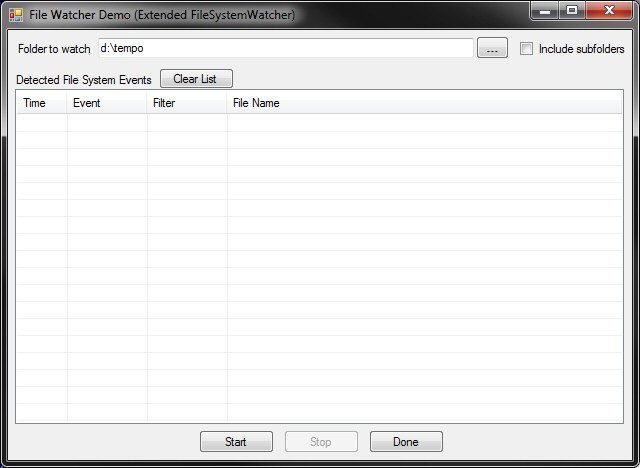 File Watcher Demo (Extended FileSystemWatcher)
Folder to watch d:\tempo ... Include subfolders
Detected File System Events Clear List
Time Event Filter File Name
Start Stop Done